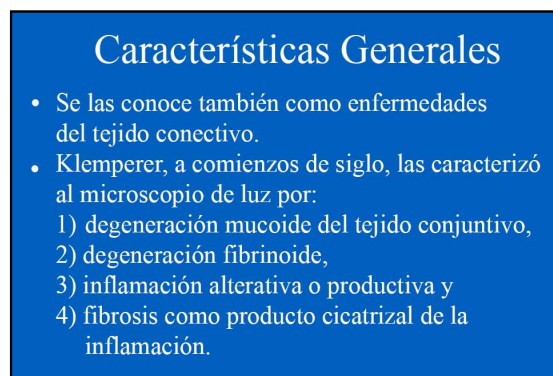 Características Generales
• Se las conoce también como enfermedades
del tejido conectivo.
• Klemperer, a comienzos de siglo, las caracterizó
al microscopio de luz por:
1) degeneración mucoide del tejido conjuntivo,
2) degeneración fibrinoide,
3) inflamación alterativa o productiva y
4) fibrosis como producto cicatrizal de la
inflamación.